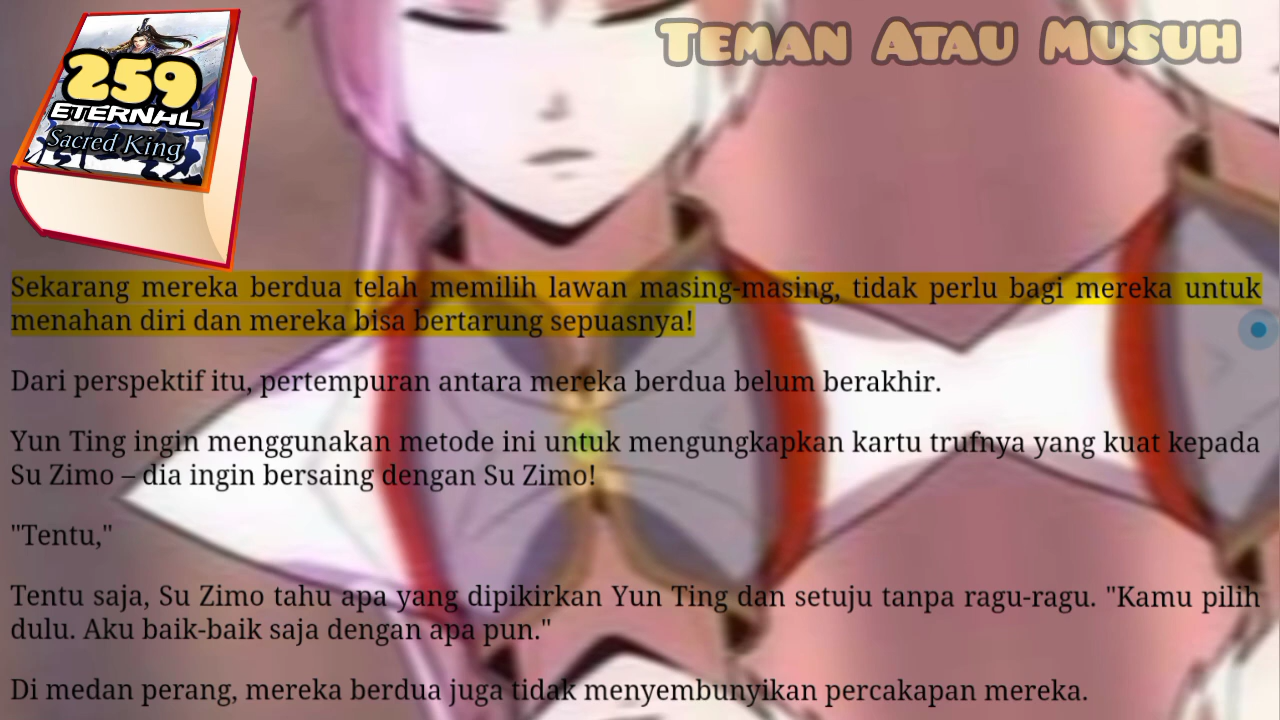 259
ETERNAL
Sacred King
TEMAN ATAU MUSUH
Sekarang mereka berdua telah memilih lawan masing-masing, tidak perlu bagi mereka untuk
menahan diri dan mereka bisa bertarung sepuasnya!
Dari perspektif itu, pertempuran antara mereka berdua belum berakhir.
Yun Ting ingin menggunakan metode ini untuk mengungkapkan kartu trufnya yang kuat kepada
Su Zimo – dia ingin bersaing dengan Su Zimo!
"Tentu,"
Tentu saja, Su Zimo tahu apa yang dipikirkan Yun Ting dan setuju tanpa ragu-ragu. "Kamu pilih
dulu. Aku baik-baik saja dengan apa pun."
Di medan perang, mereka berdua juga tidak menyembunyikan percakapan mereka.